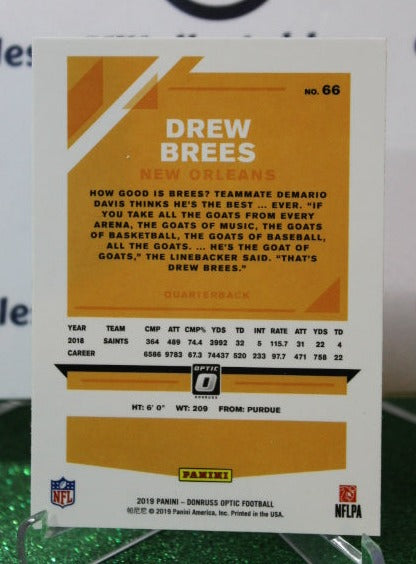 NO. 66
DREW
BREES
NEW ORLEANS
HOW GOOD IS BREES? TEAMMATE DEMARIO
DAVIS THINKS HE'S THE BEST ... EVER. "IF
YOU TAKE ALL THE GOATS FROM EVERY
ARENA, THE GOATS OF MUSIC, THE GOATS
OF BASKETBALL, THE GOATS OF BASEBALL,
ALL THE GOATS. ... HE'S THE GOAT OF
GOATS," THE LINEBACKER SAID. "THAT'S
DREW BREES."
QUARTERBACK
YEAR TEAM CMP ATT CMP% YDS TD INT RATE ATT YDS TD
2018 SAINTS 364 489 74.4 3992 32 5 115.7 31 22 4
CAREER 6586 9783 67.3 74437 520 233 97.7 471 758 22
OPTIC
DONRUSS
HT: 6' 0" WT: 209 FROM: PURDUE
PANINI
NFL
NFLPA
2019 PANINI – DONRUSS OPTIC FOOTBALL
帕尼尼 © 2019 Panini America, Inc. Printed in the USA.